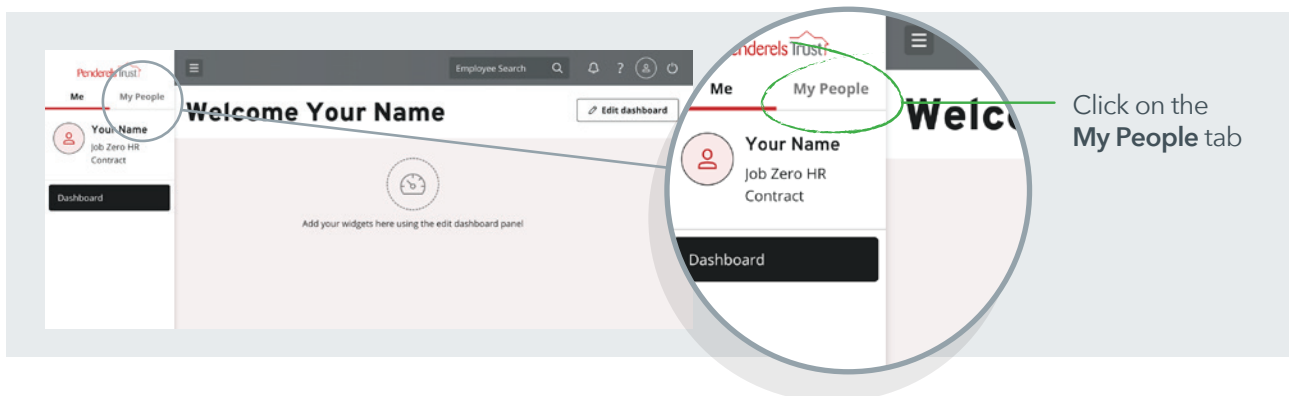 Penderels Trust
Employee Search
?
Me My People
Welcome Your Name
Edit dashboard
Your Name
Job Zero HR
Contract
Dashboard
Add your widgets here using the edit dashboard panel
enderels Trust
Me My People
Welco
Your Name
Job Zero HR
Contract
Dashboard
Click on the
My People tab